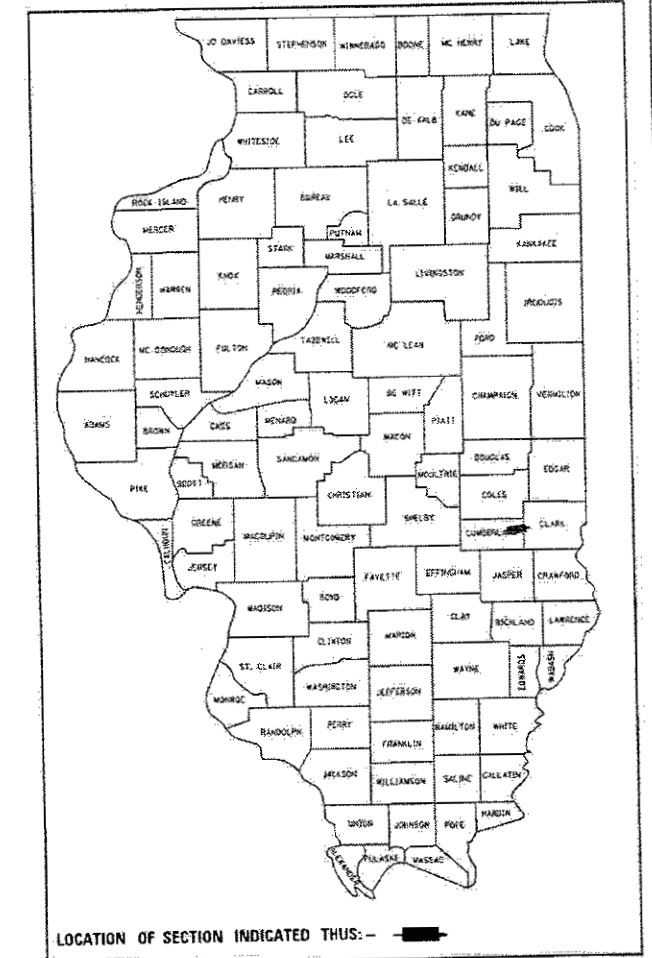 JO DAVIESS STEPHENSON WINNEBAGO BOONE MC HENRY LAKE
CARROLL OGLE DE KALB KANE DU PAGE COOK
WHITESIDE LEE KENDALL WILL
ROCK ISLAND HENRY BUREAU LA SALLE GRUNDY
MERCER STARK PUTNAM MARSHALL KANKAKEE
HENDERSON WARREN KNOX PEORIA WOODFORD LIVINGSTON IROQUOIS
HANCOCK MC DONOUGH FULTON TAZEWELL MC LEAN FORD
SCHUYLER MASON LOGAN DE WITT CHAMPAIGN VERMILION
ADAMS BROWN CASS MENARD MACON PIATT
PIKE SCOTT MORGAN SANGAMON MOULTRIE DOUGLAS EDGAR
CHRISTIAN SHELBY COLES
CALHOUN GREENE MACOUPIN MONTGOMERY CUMBERL CLARK
JERSEY FAYETTE EFFINGHAM JASPER CRAWFORD
MADISON BOND CLAY RICHLAND LAWRENCE
CLINTON MARION
ST. CLAIR WAYNE EDWARDS WABASH
MONROE WASHINGTON JEFFERSON
RANDOLPH PERRY HAMILTON WHITE
FRANKLIN
JACKSON WILLIAMSON SALINE GALLATIN
UNION JOHNSON POPE HARDIN
ALEXANDER PULASKI MASSAC
LOCATION OF SECTION INDICATED THUS:-